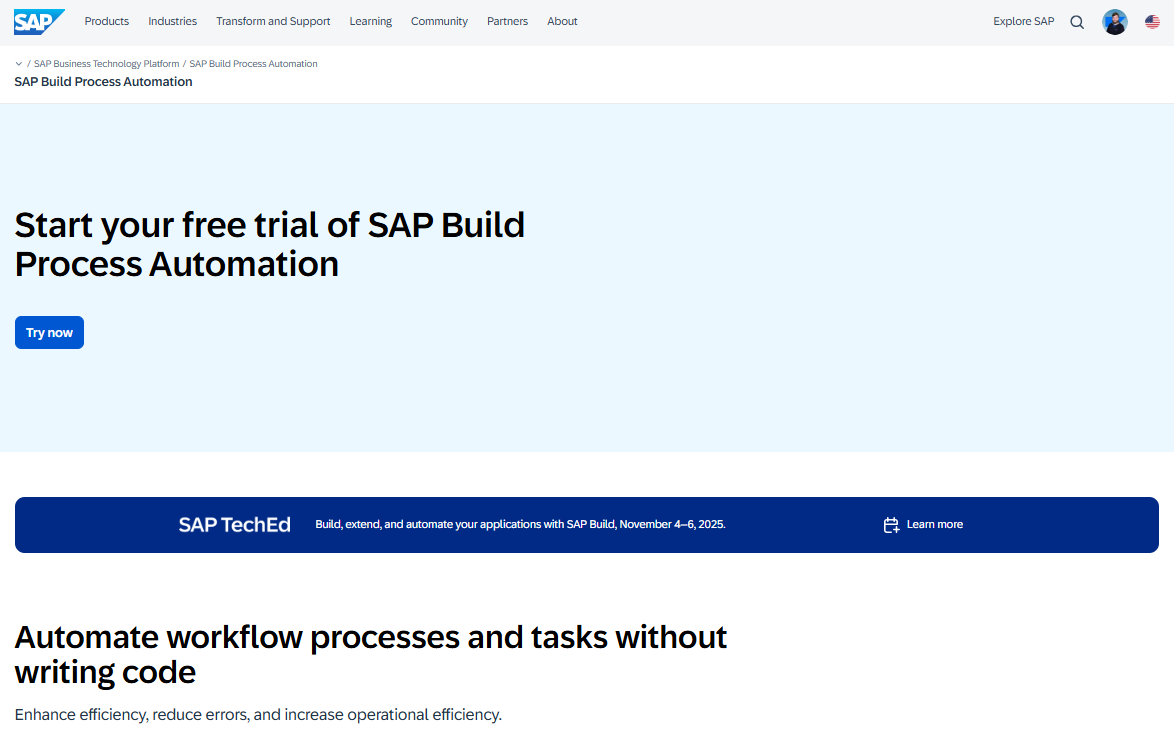 SAP
Products Industries Transform and Support Learning Community Partners About Explore SAP
/ SAP Business Technology Platform / SAP Build Process Automation
SAP Build Process Automation
Start your free trial of SAP Build
Process Automation
Try now
SAP TechEd Build, extend, and automate your applications with SAP Build, November 4–6, 2025. Learn more
Automate workflow processes and tasks without
writing code
Enhance efficiency, reduce errors, and increase operational efficiency.